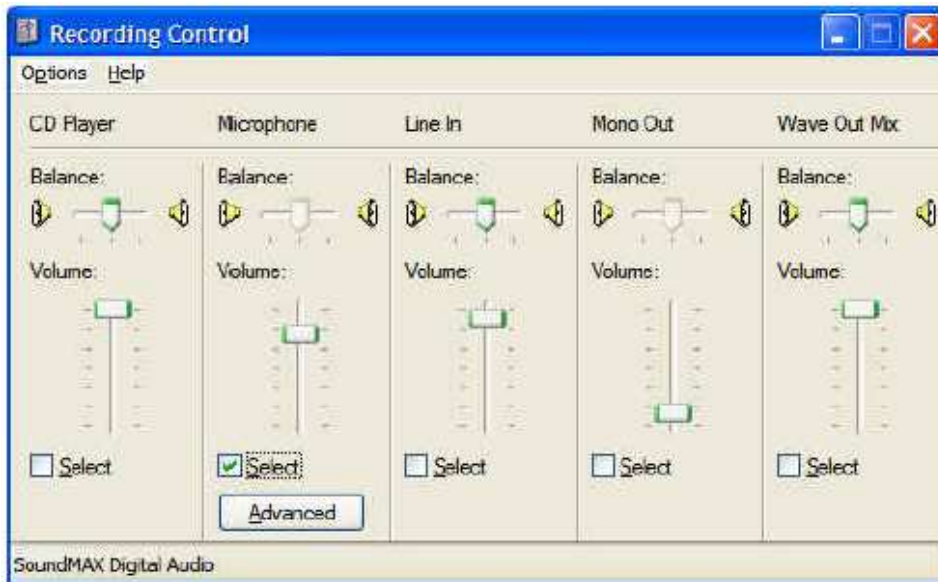 Recording Control
Options Help
CD Player Microphone Line In Mono Out Wave Out Mix
Balance: Balance: Balance: Balance: Balance:
Volume: Volume: Volume: Volume: Volume:
Select Select Select Select Select
Advanced
SoundMAX Digital Audio